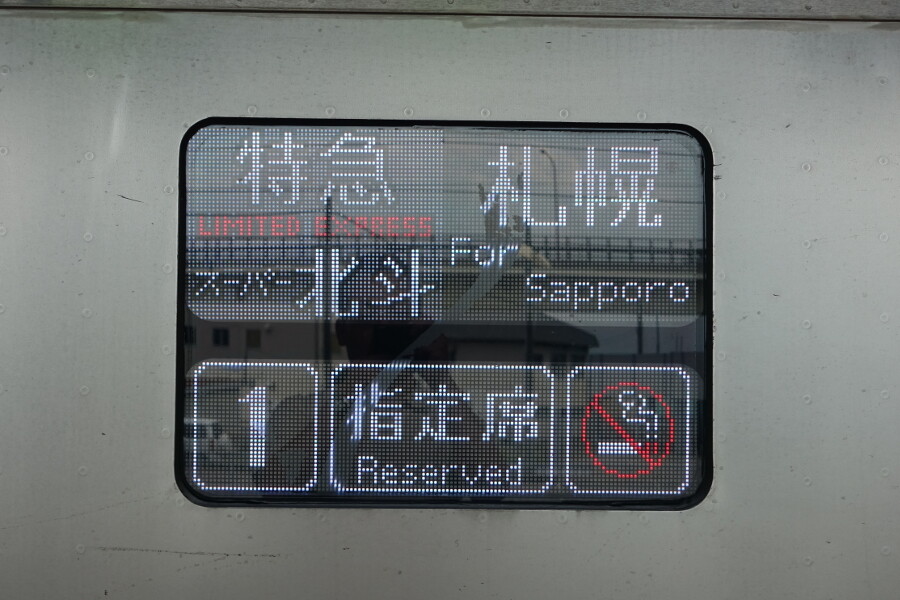 特急
LIMITED EXPRESS
スーパー北斗
札幌
For
Sapporo
1
指定席
Reserved